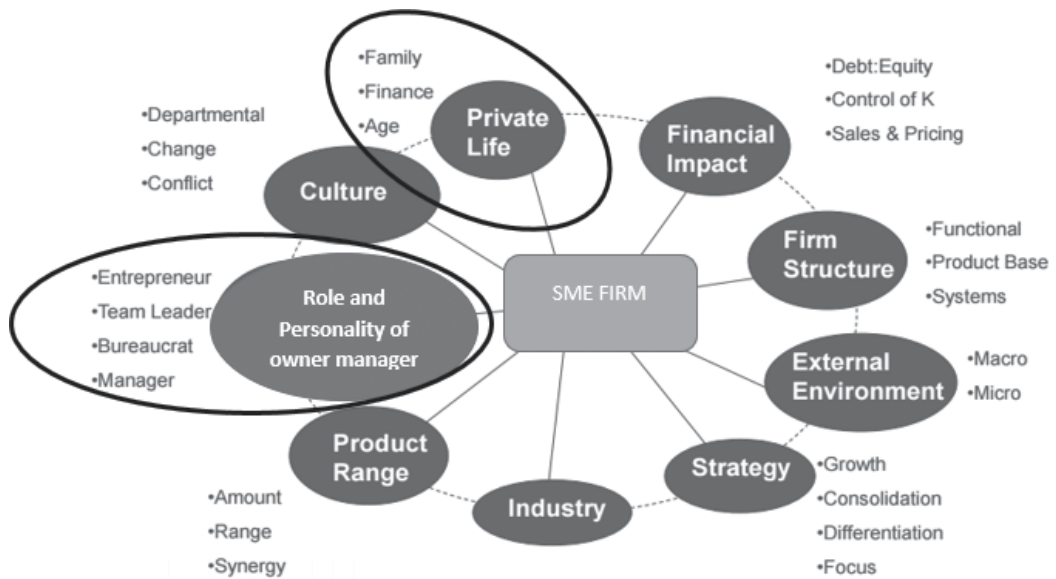 •Family
•Finance
•Age
Private
Life
•Debt:Equity
•Control of K
•Sales & Pricing
Financial
Impact
•Departmental
•Change
•Conflict
Culture
Firm
Structure
•Functional
•Product Base
•Systems
SME FIRM
•Entrepreneur
•Team Leader
•Bureaucrat
•Manager
Role and
Personality of
owner manager
External
Environment
•Macro
•Micro
Product
Range
•Amount
•Range
•Synergy
Industry
Strategy
•Growth
•Consolidation
•Differentiation
•Focus